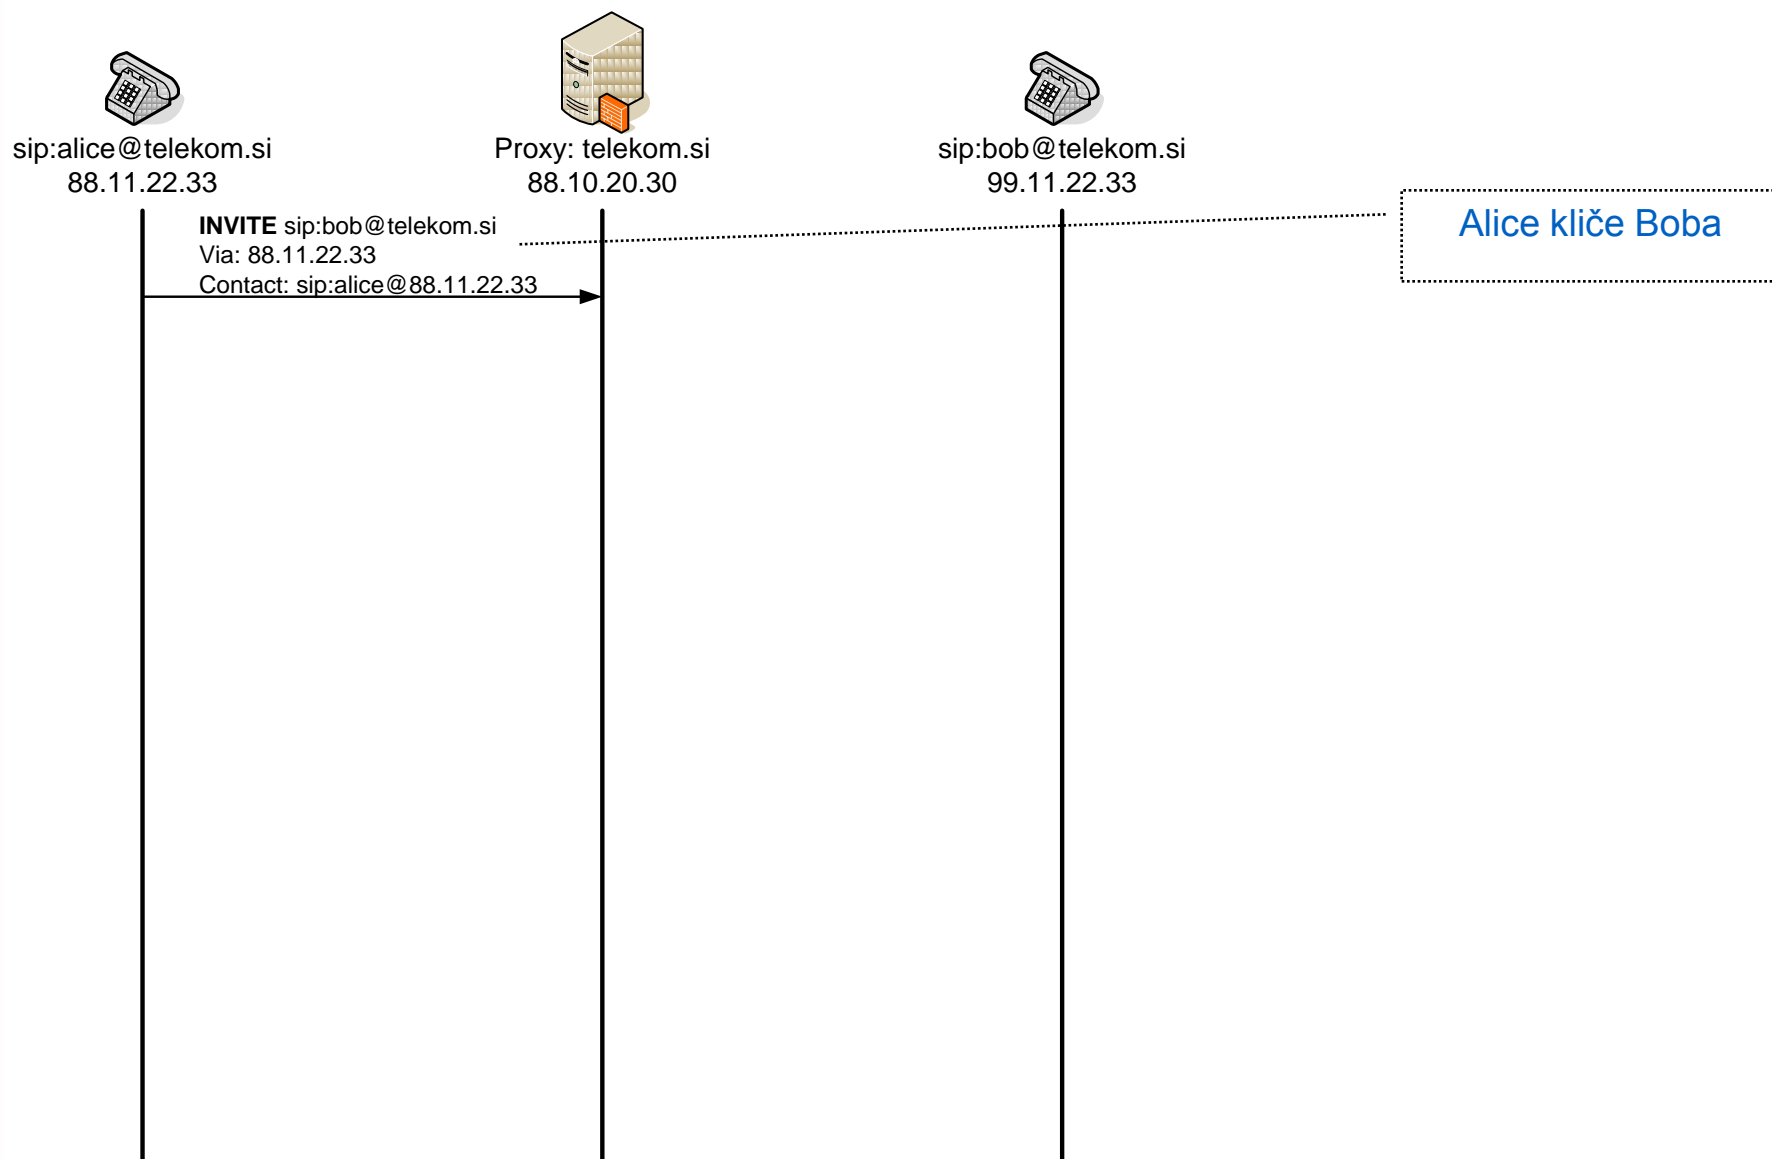 sip:alice@telekom.si
88.11.22.33
Proxy: telekom.si
88.10.20.30
sip:bob@telekom.si
99.11.22.33
INVITE sip:bob@telekom.si
Via: 88.11.22.33
Contact: sip:alice@88.11.22.33
Alice kliče Boba